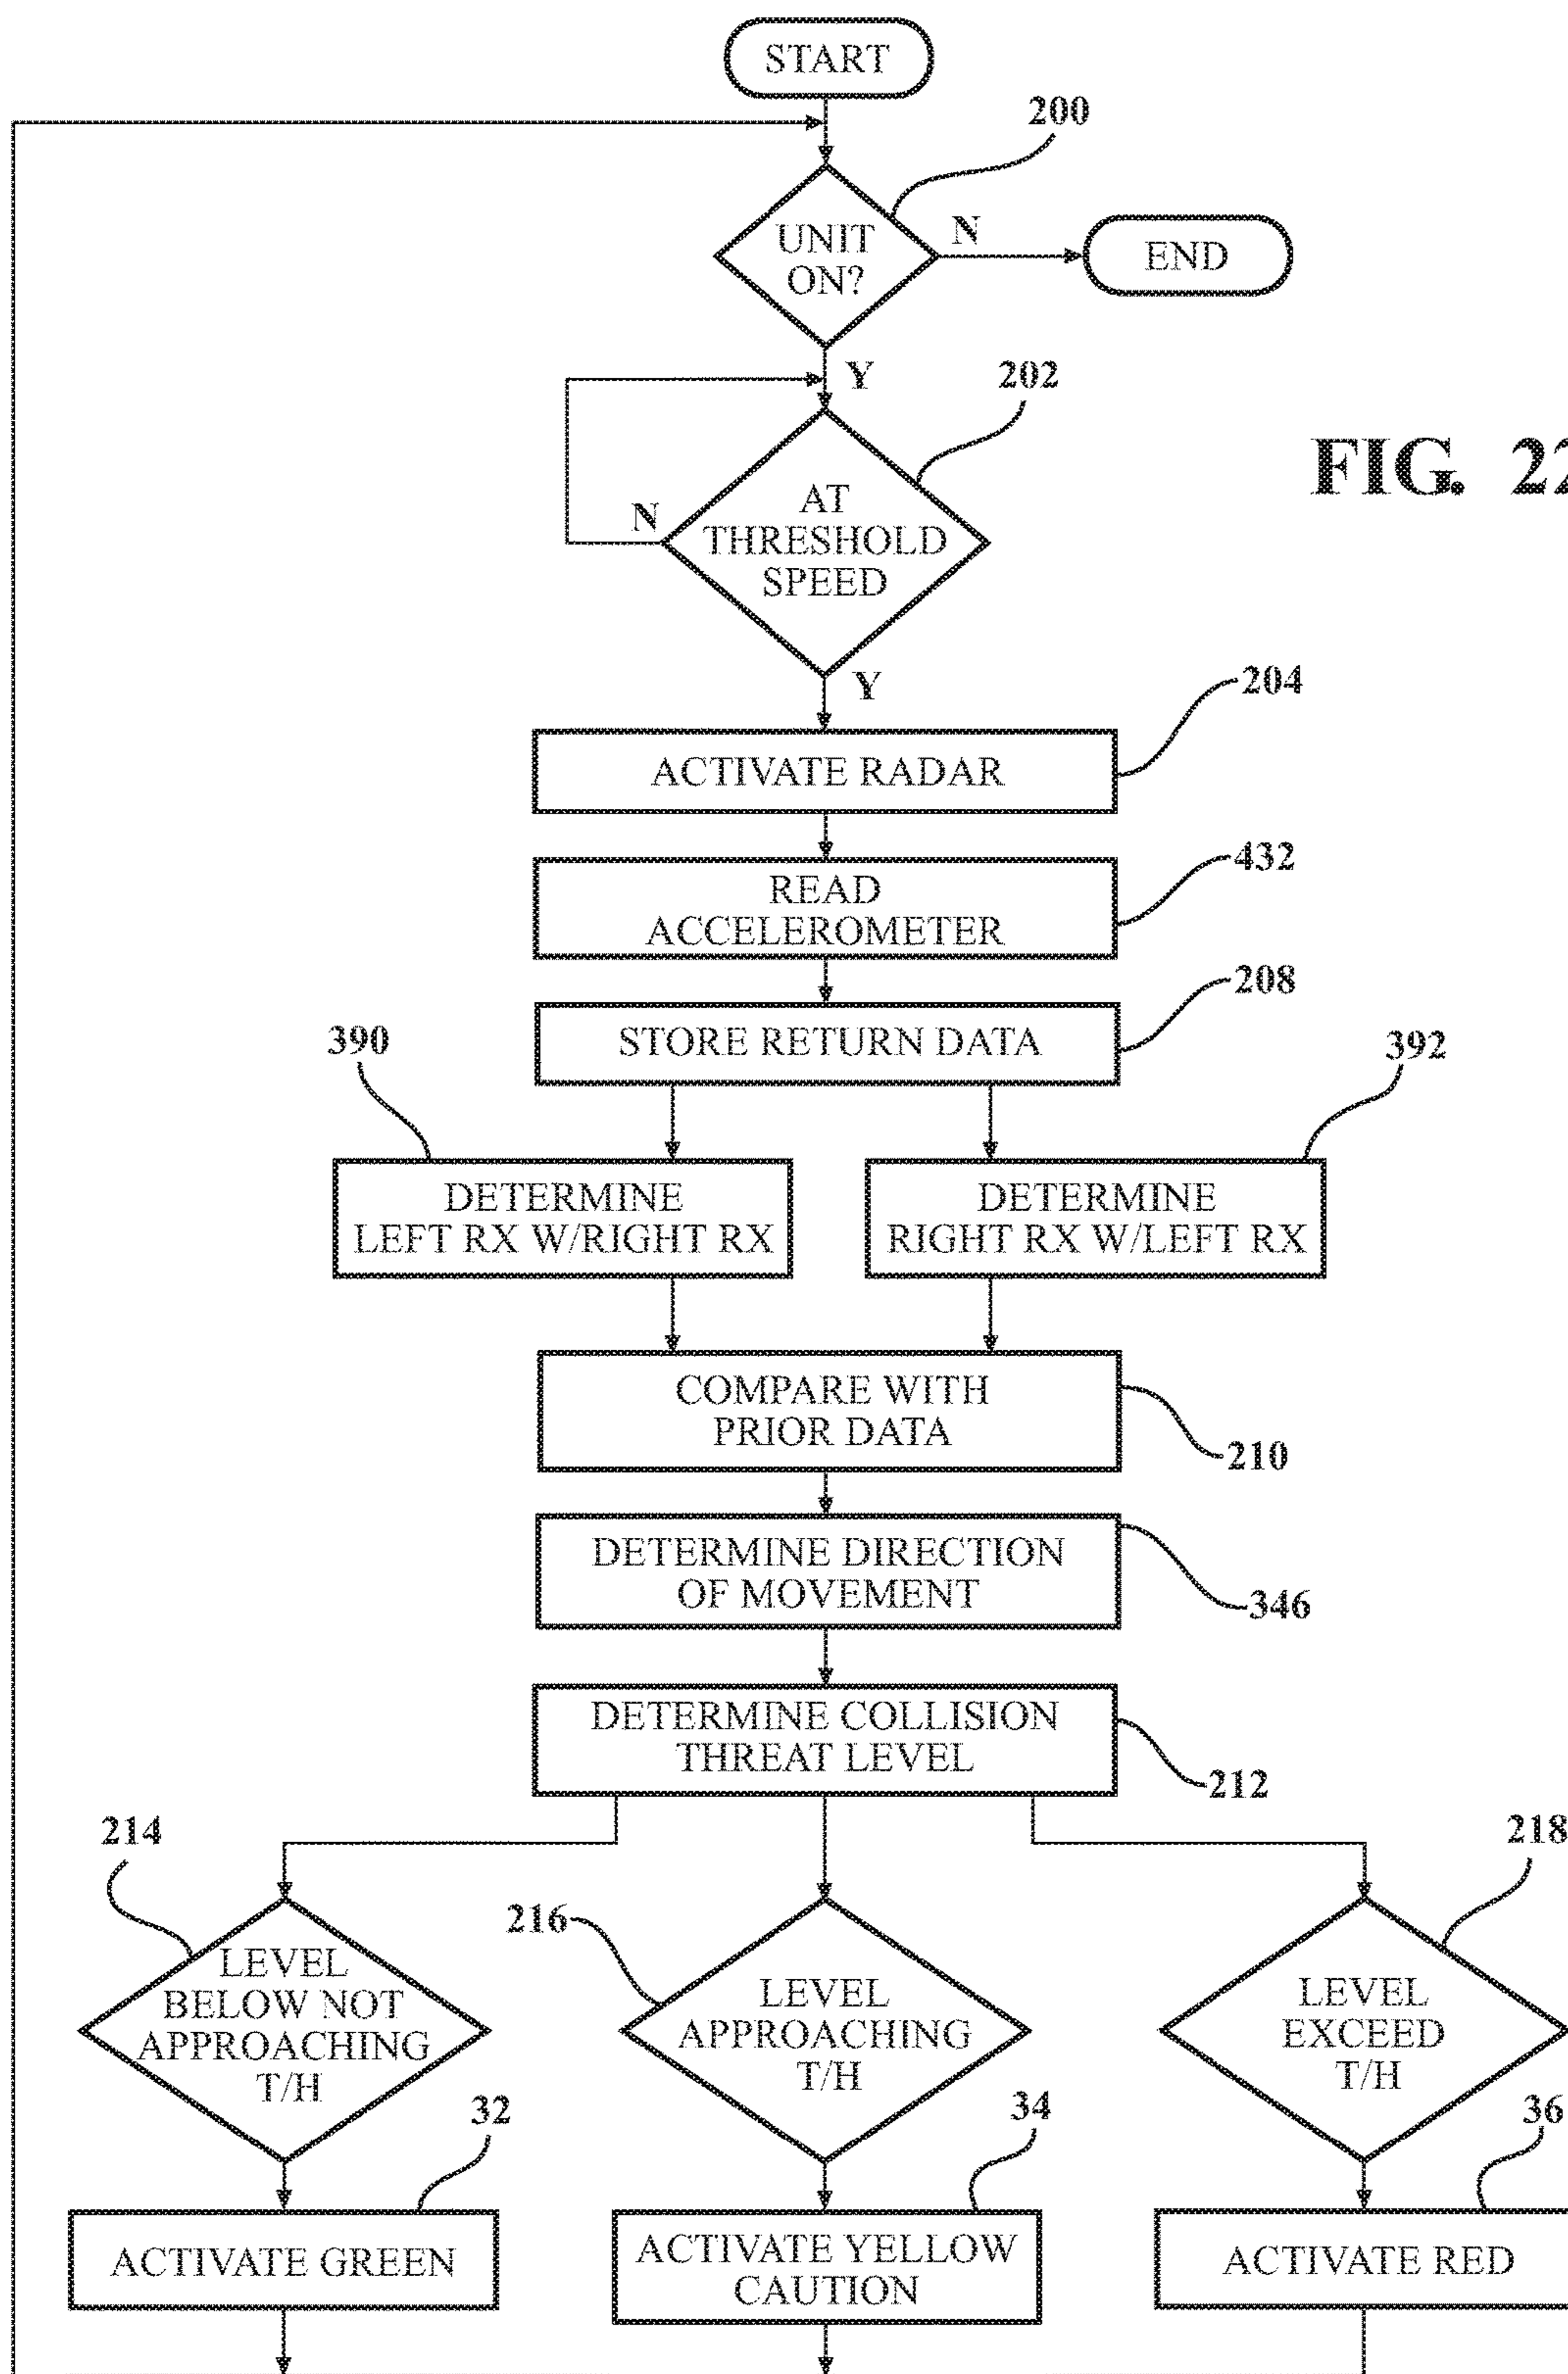 START
200
UNIT
ON?
N
END
Y
202
FIG. 22
AT
THRESHOLD
SPEED
N
Y
204
ACTIVATE RADAR
432
READ
ACCELEROMETER
208
STORE RETURN DATA
390
392
DETERMINE
LEFT RX W/RIGHT RX
DETERMINE
RIGHT RX W/LEFT RX
COMPARE WITH
PRIOR DATA
210
DETERMINE DIRECTION
OF MOVEMENT
346
DETERMINE COLLISION
THREAT LEVEL
212
214
216
218
LEVEL
BELOW NOT
APPROACHING
T/H
LEVEL
APPROACHING
T/H
LEVEL
EXCEED
T/H
32
34
36
ACTIVATE GREEN
ACTIVATE YELLOW
CAUTION
ACTIVATE RED